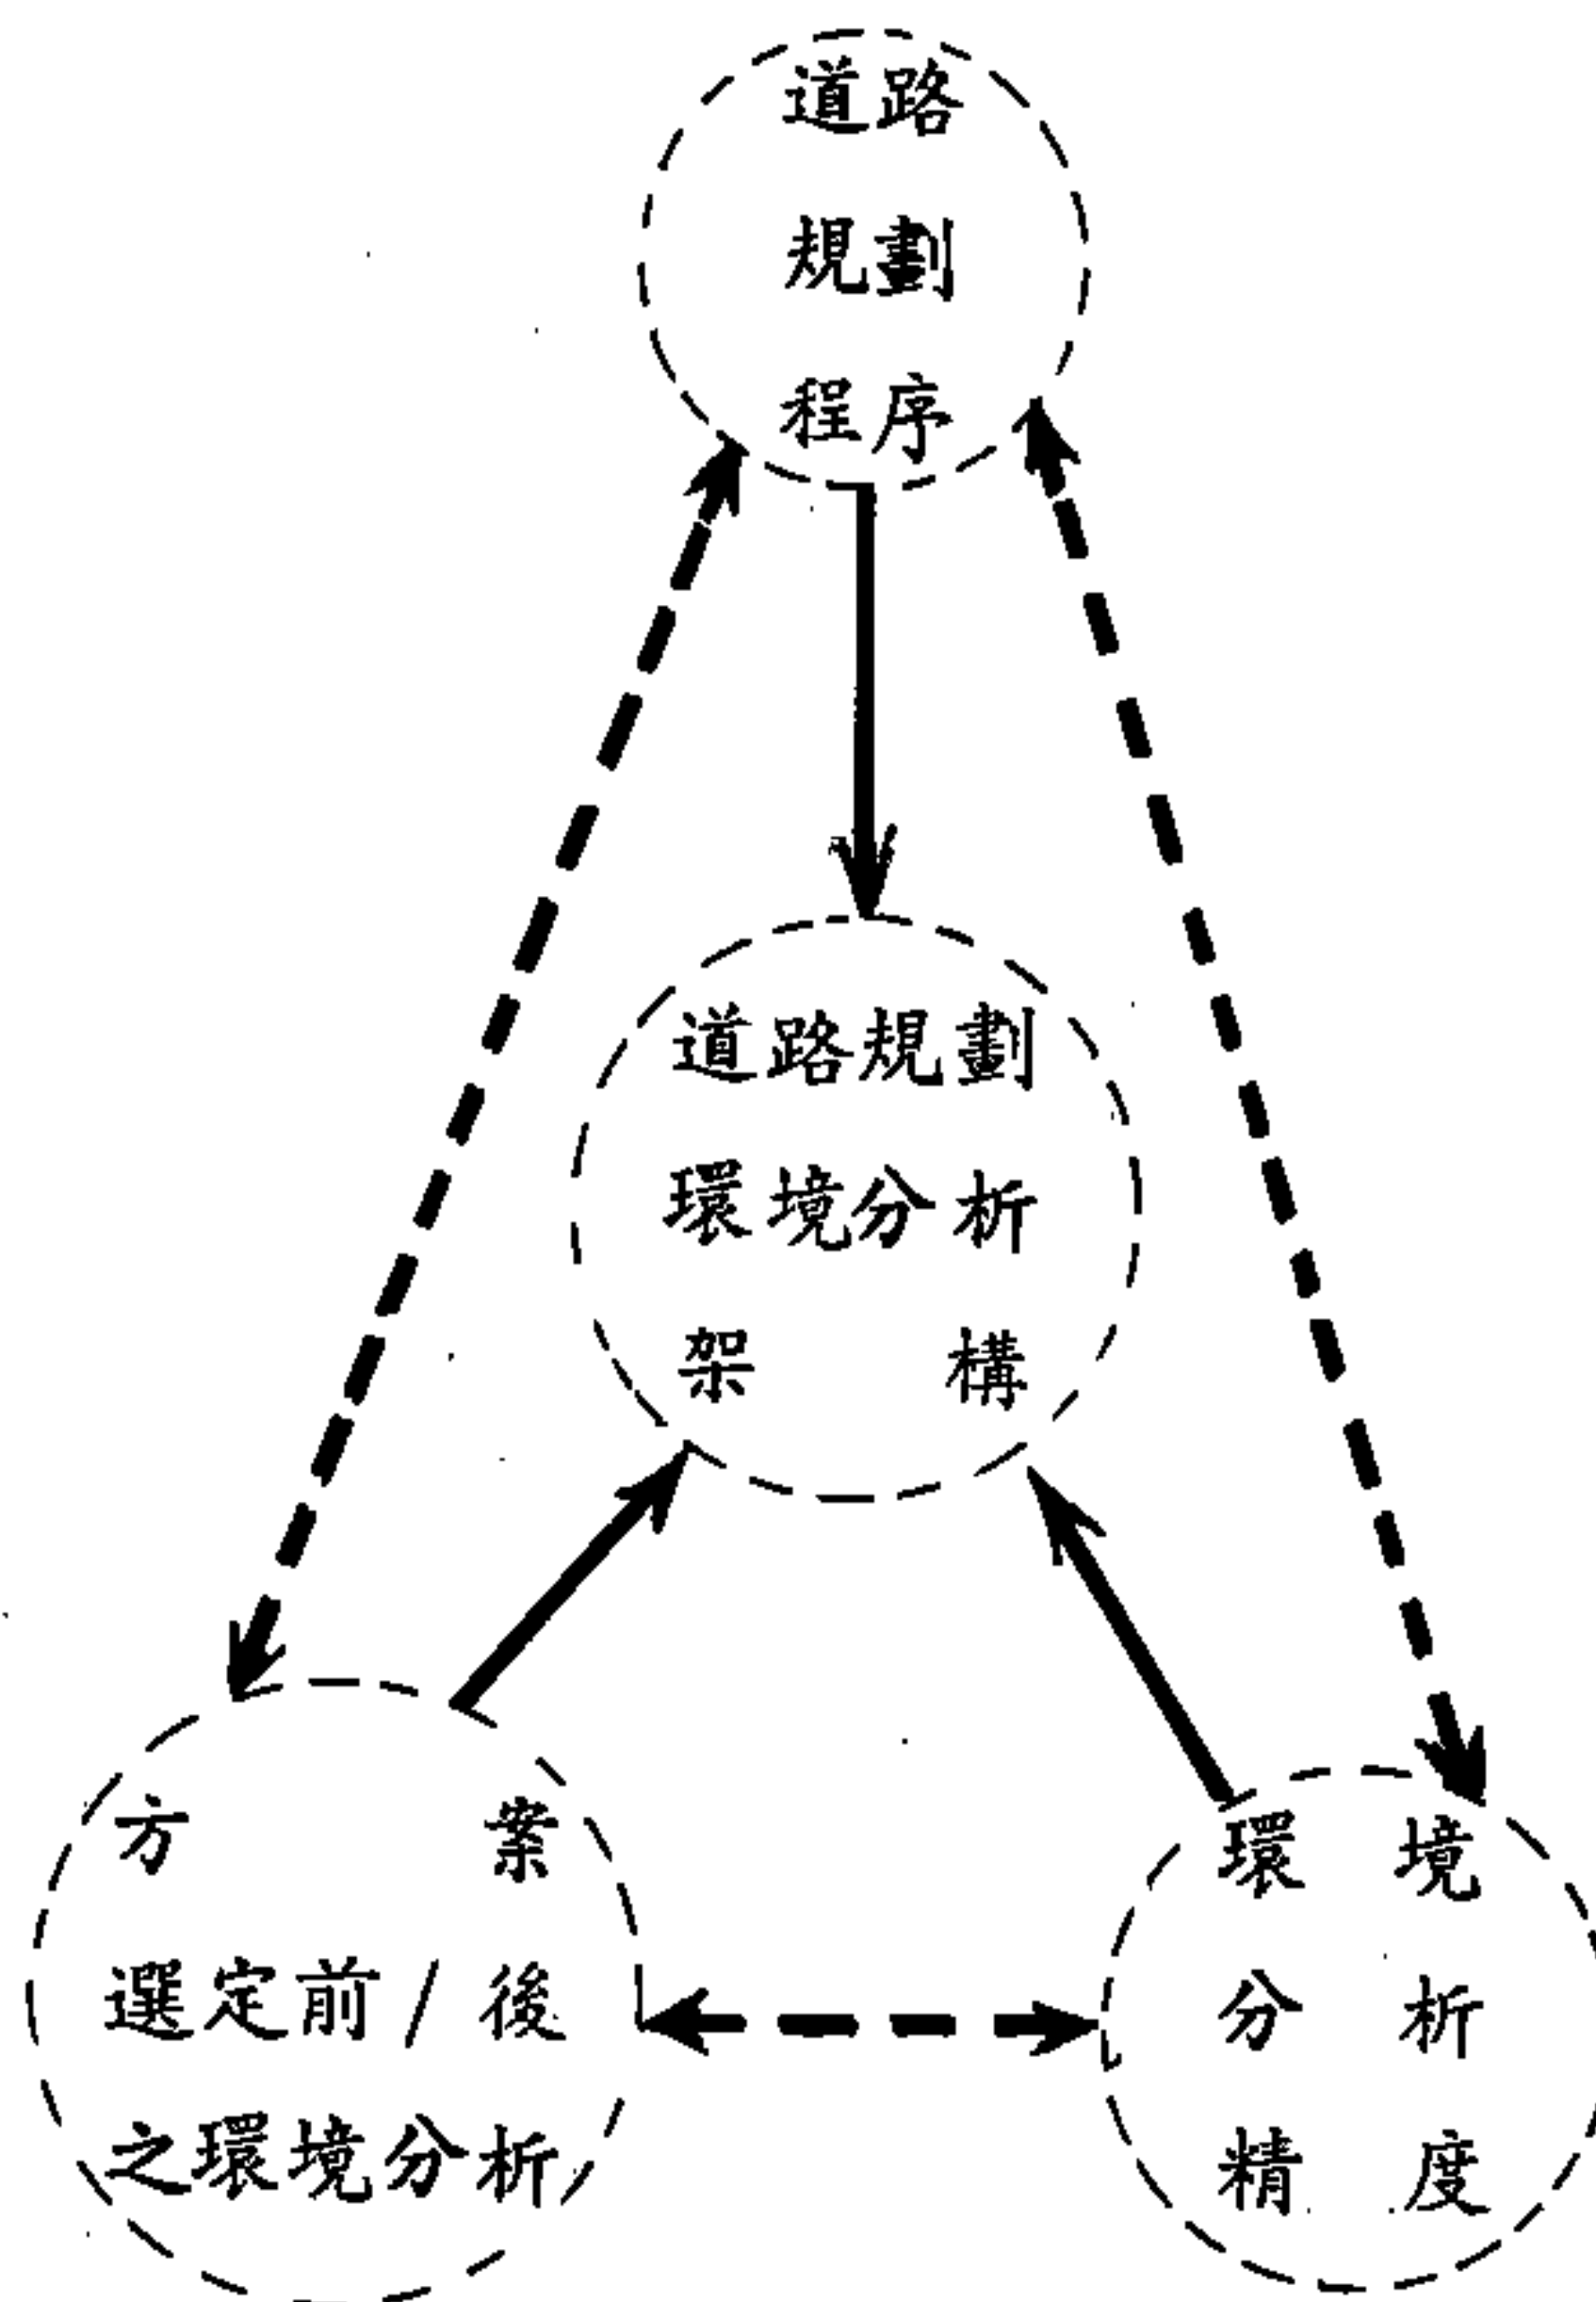 道路
規劃
程序
道路規劃
環境分析
架構
方案
選定前/後
之環境分析
環境
分析
精度